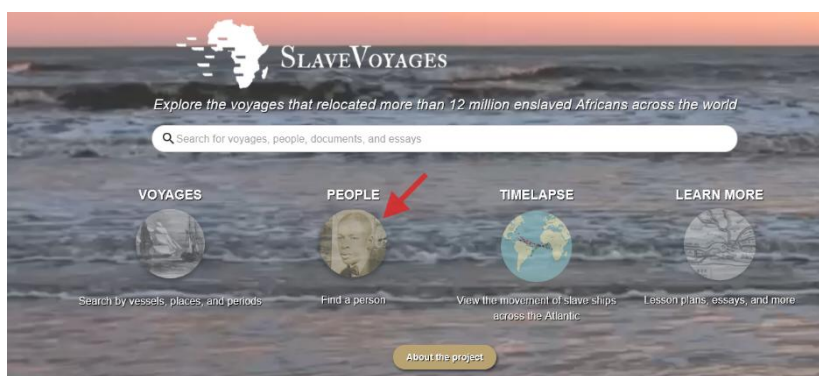 SLAVEVOYAGES
Explore the voyages that relocated more than 12 million enslaved Africans across the world
Search for voyages, people, documents, and essays
VOYAGES
PEOPLE
TIMELAPSE
LEARN MORE
Search by vessels, places, and periods
Find a person
View the movement of slave ships
across the Atlantic
Lesson plans, essays, and more
About the project